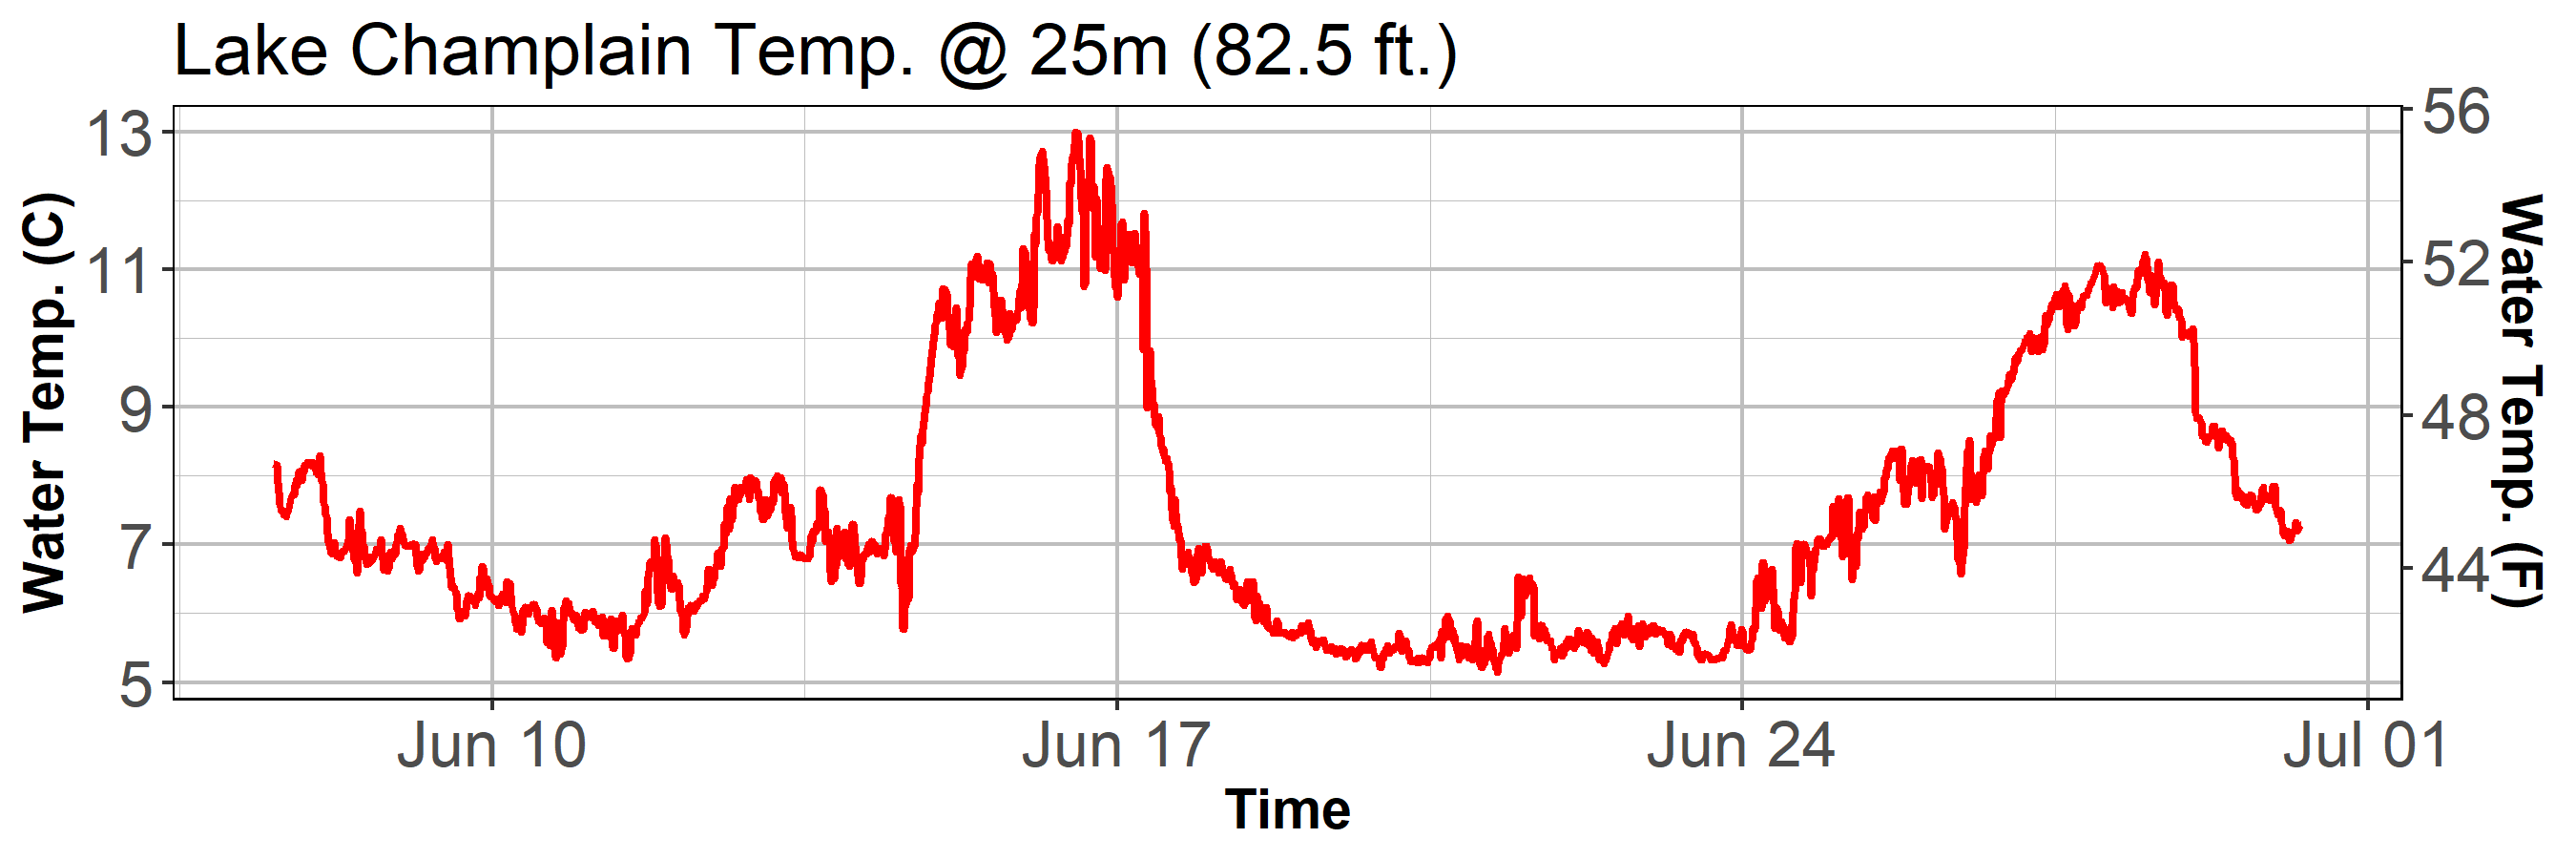 Lake Champlain Temp. @ 25m (82.5 ft.)
Water Temp. (C)
13
11
9
7
5
56
52
48
44
Water Temp. (F)
Jun 10
Jun 17
Jun 24
Jul 01
Time